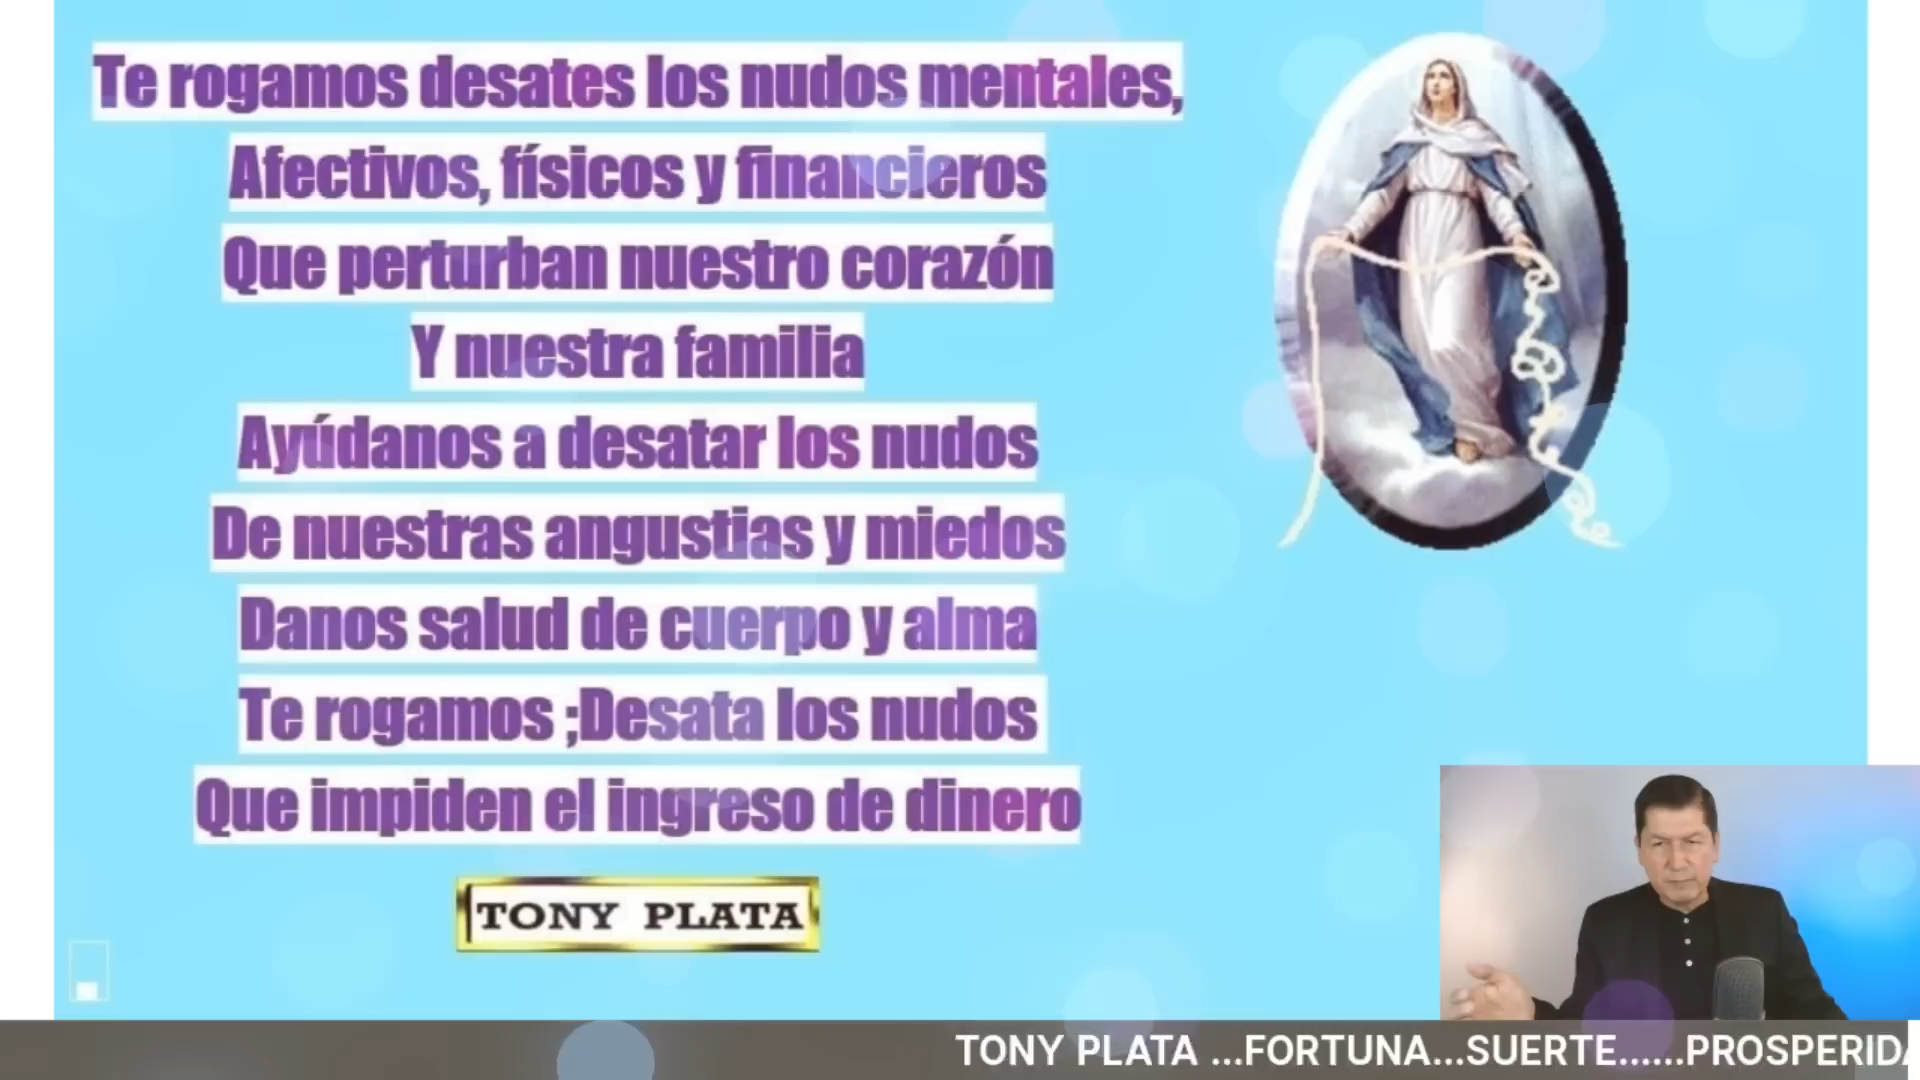 Te rogamos desates los nudos mentales,
Afectivos, físicos y financieros
Que perturban nuestro corazón
Y nuestra familia
Ayúdanos a desatar los nudos
De nuestras angustias y miedos
Danos salud de cuerpo y alma
Te rogamos ;Desata los nudos
Que impiden el ingreso de dinero
TONY PLATA
TONY PLATA ...FORTUNA...SUERTE......PROSPERIDA